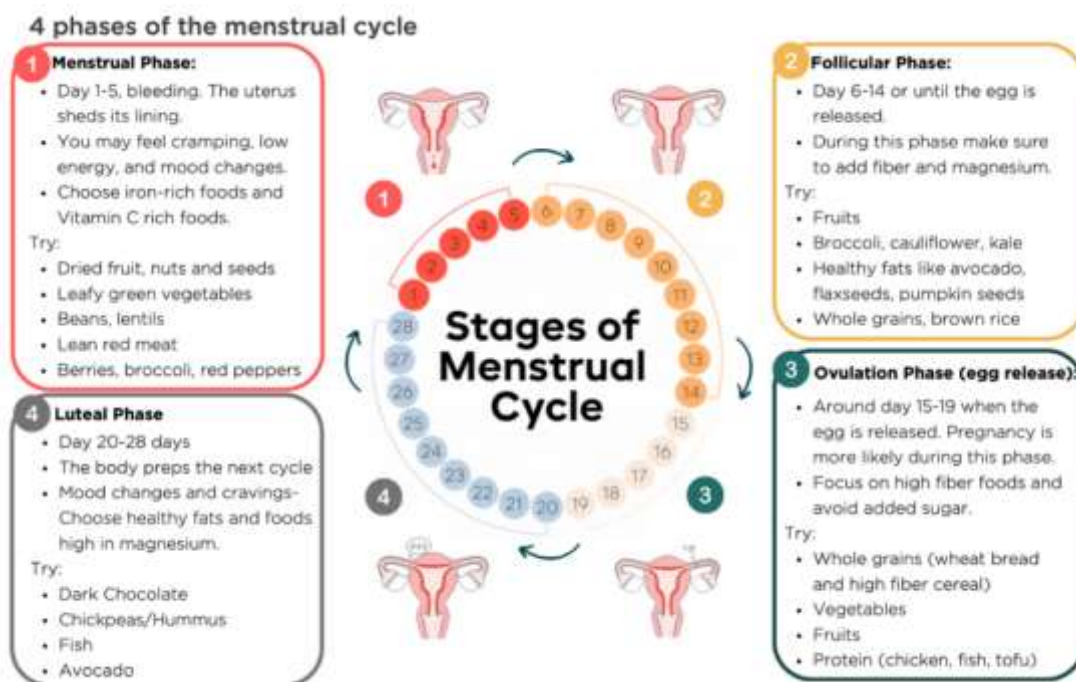 4 phases of the menstrual cycle
1
Menstrual Phase:
• Day 1-5, bleeding. The uterus
sheds its lining.
• You may feel cramping, low
energy, and mood changes.
• Choose iron-rich foods and
Vitamin C rich foods.
Try:
• Dried fruit, nuts and seeds
• Leafy green vegetables
• Beans, lentils
• Lean red meat
• Berries, broccoli, red peppers
2
Follicular Phase:
• Day 6-14 or until the egg is
released.
• During this phase make sure
to add fiber and magnesium.
Try:
• Fruits
• Broccoli, cauliflower, kale
• Healthy fats like avocado,
flaxseeds, pumpkin seeds
• Whole grains, brown rice
3
Ovulation Phase (egg release):
• Around day 15-19 when the
egg is released. Pregnancy is
more likely during this phase.
• Focus on high fiber foods and
avoid added sugar.
Try:
• Whole grains (wheat bread
and high fiber cereal)
• Vegetables
• Fruits
• Protein (chicken, fish, tofu)
4
Luteal Phase
• Day 20-28 days
• The body preps the next cycle
• Mood changes and cravings-
Choose healthy fats and foods
high in magnesium.
Try:
• Dark Chocolate
• Chickpeas/Hummus
• Fish
• Avocado
Stages of
Menstrual
Cycle
1
2
3
4
1
2
3
4
5
6
7
8
9
10
11
12
13
14
15
16
17
18
19
20
21
22
23
24
25
26
27
28